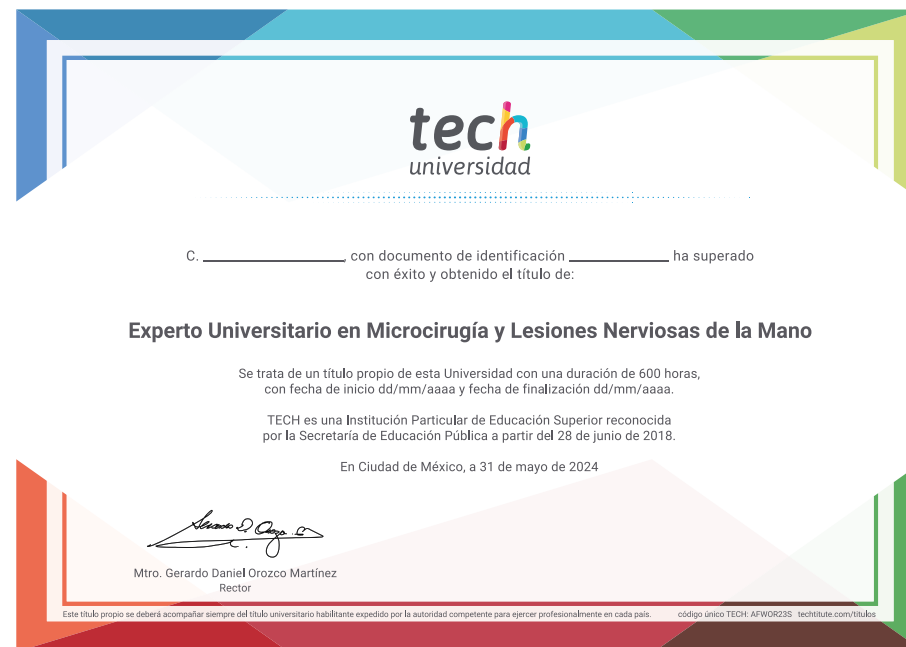 tech
universidad
C. ____________, con documento de identificación ____________ ha superado
con éxito y obtenido el título de:
Experto Universitario en Microcirugía y Lesiones Nerviosas de la Mano
Se trata de un título propio de esta Universidad con una duración de 600 horas,
con fecha de inicio dd/mm/aaaa y fecha de finalización dd/mm/aaaa.
TECH es una Institución Particular de Educación Superior reconocida
por la Secretaría de Educación Pública a partir del 28 de junio de 2018.
En Ciudad de México, a 31 de mayo de 2024
Mtro. Gerardo Daniel Orozco Martínez
Rector
Este título propio se deberá acompañar siempre del título universitario habilitante expedido por la autoridad competente para ejercer profesionalmente en cada país. código único TECH: AFWOR23S techtitute.com/titulos